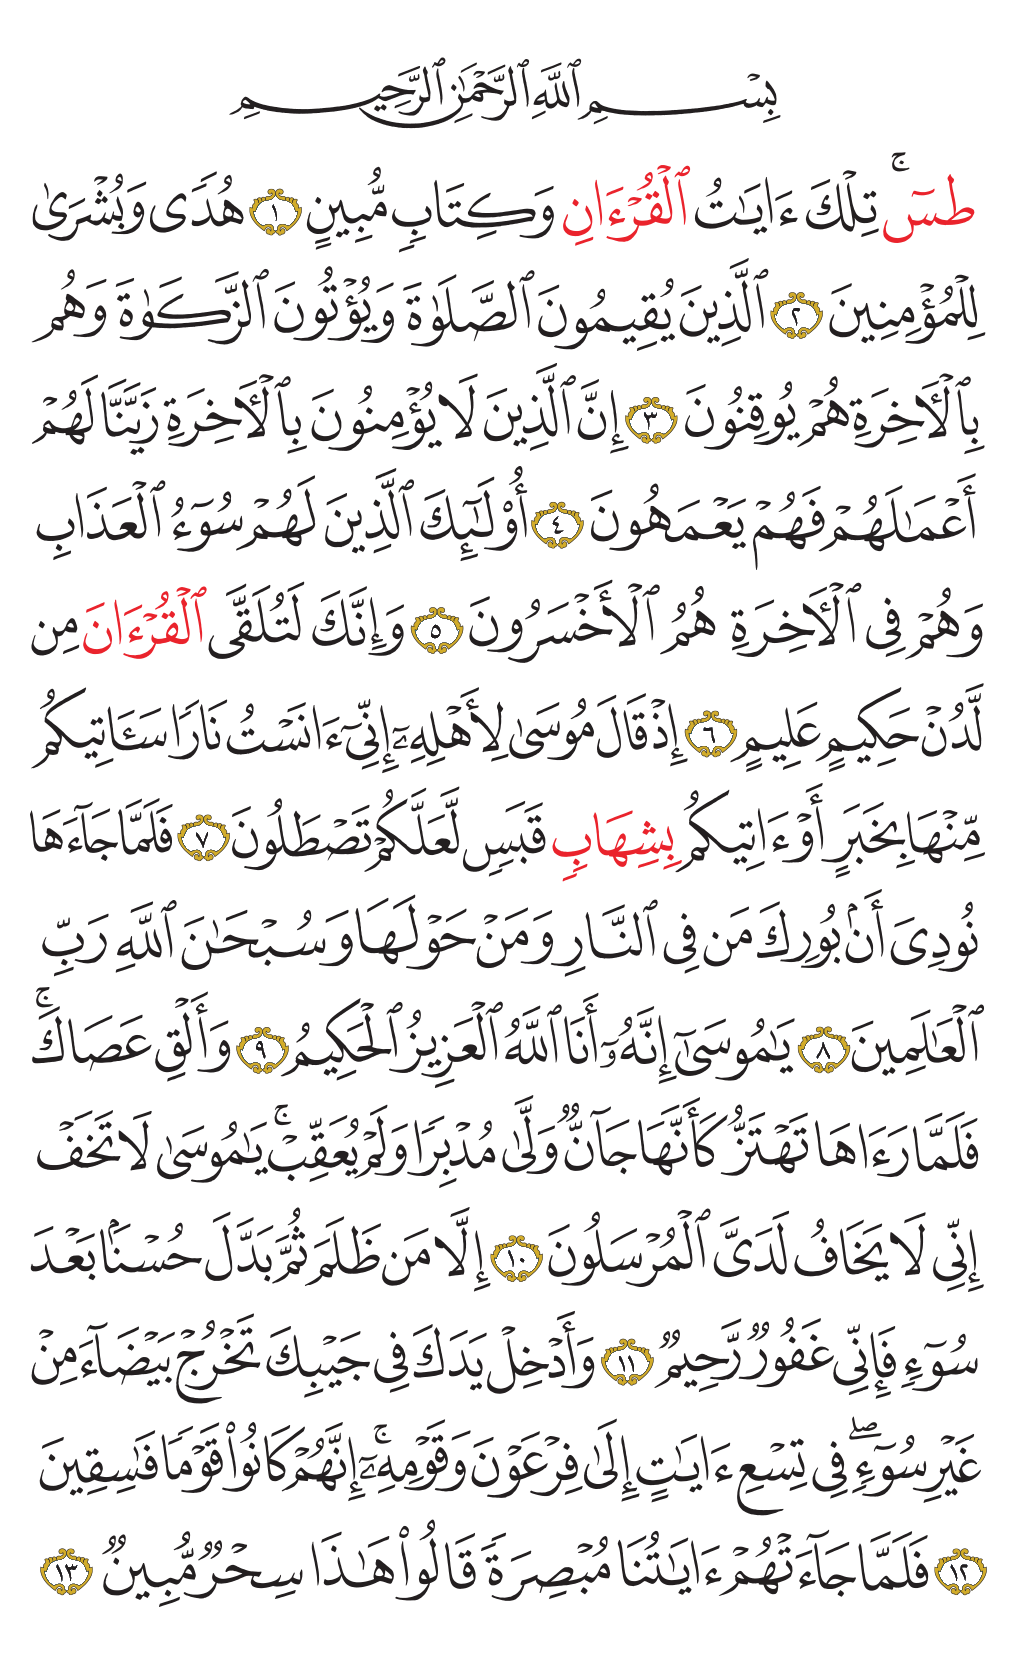 بِسْمِ ٱللَّهِ ٱلرَّحْمَٰنِ ٱلرَّحِيمِ
طسٓۚ تِلْكَ ءَايَٰتُ ٱلْقُرْءَانِ وَكِتَابٖ مُّبِينٍ ١ هُدٗى وَبُشْرَىٰ
لِلْمُؤْمِنِينَ ٢ ٱلَّذِينَ يُقِيمُونَ ٱلصَّلَوٰةَ وَيُؤْتُونَ ٱلزَّكَوٰةَ وَهُم
بِٱلْأٓخِرَةِ هُمْ يُوقِنُونَ ٣ إِنَّ ٱلَّذِينَ لَا يُؤْمِنُونَ بِٱلْأٓخِرَةِ زَيَّنَّا لَهُمْ
أَعْمَٰلَهُمْ فَهُمْ يَعْمَهُونَ ٤ أُوْلَٰٓئِكَ ٱلَّذِينَ لَهُمْ سُوٓءُ ٱلْعَذَابِ
وَهُمْ فِي ٱلْأٓخِرَةِ هُمُ ٱلْأَخْسَرُونَ ٥ وَإِنَّكَ لَتُلَقَّى ٱلْقُرْءَانَ مِن
لَّدُنْ حَكِيمٍ عَلِيمٍ ٦ إِذْ قَالَ مُوسَىٰ لِأَهْلِهِۦٓ إِنِّيٓ ءَانَسْتُ نَارٗا سَـَٔاتِيكُم
مِّنْهَا بِخَبَرٍ أَوْ ءَاتِيكُم بِشِهَابٖ قَبَسٖ لَّعَلَّكُمْ تَصْطَلُونَ ٧ فَلَمَّا جَآءَهَا
نُودِيَ أَنۢ بُورِكَ مَن فِي ٱلنَّارِ وَمَنْ حَوْلَهَا وَسُبْحَٰنَ ٱللَّهِ رَبِّ
ٱلْعَٰلَمِينَ ٨ يَٰمُوسَىٰٓ إِنَّهُۥٓ أَنَا ٱللَّهُ ٱلْعَزِيزُ ٱلْحَكِيمُ ٩ وَأَلْقِ عَصَاكَۚ
فَلَمَّا رَءَاهَا تَهْتَزُّ كَأَنَّهَا جَآنّٞ وَلَّىٰ مُدْبِرٗا وَلَمْ يُعَقِّبْۚ يَٰمُوسَىٰ لَا تَخَفْ
إِنِّي لَا يَخَافُ لَدَيَّ ٱلْمُرْسَلُونَ ١٠ إِلَّا مَن ظَلَمَ ثُمَّ بَدَّلَ حُسْنَۢا بَعْدَ
سُوٓءٖ فَإِنِّي غَفُورٞ رَّحِيمٞ ١١ وَأَدْخِلْ يَدَكَ فِي جَيْبِكَ تَخْرُجْ بَيْضَآءَ مِنْ
غَيْرِ سُوٓءٖۖ فِي تِسْعِ ءَايَٰتٍ إِلَىٰ فِرْعَوْنَ وَقَوْمِهِۦٓۚ إِنَّهُمْ كَانُواْ قَوْمٗا فَٰسِقِينَ
١٢ فَلَمَّا جَآءَتْهُمْ ءَايَٰتُنَا مُبْصِرَةٗ قَالُواْ هَٰذَا سِحْرٞ مُّبِينٞ ١٣